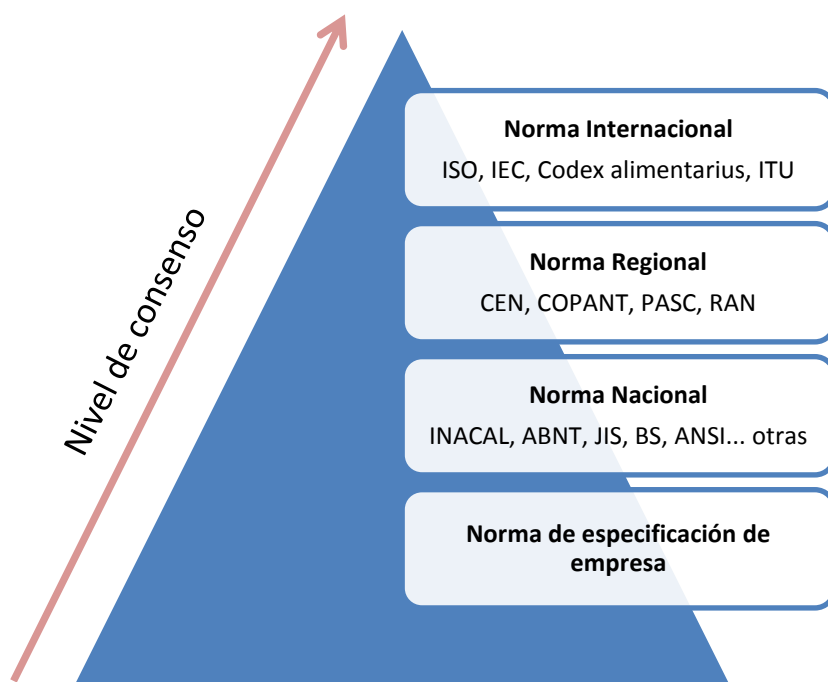 Nivel de consenso
Norma Internacional
ISO, IEC, Codex alimentarius, ITU
Norma Regional
CEN, COPANT, PASC, RAN
Norma Nacional
INACAL, ABNT, JIS, BS, ANSI... otras
Norma de especificación de
empresa